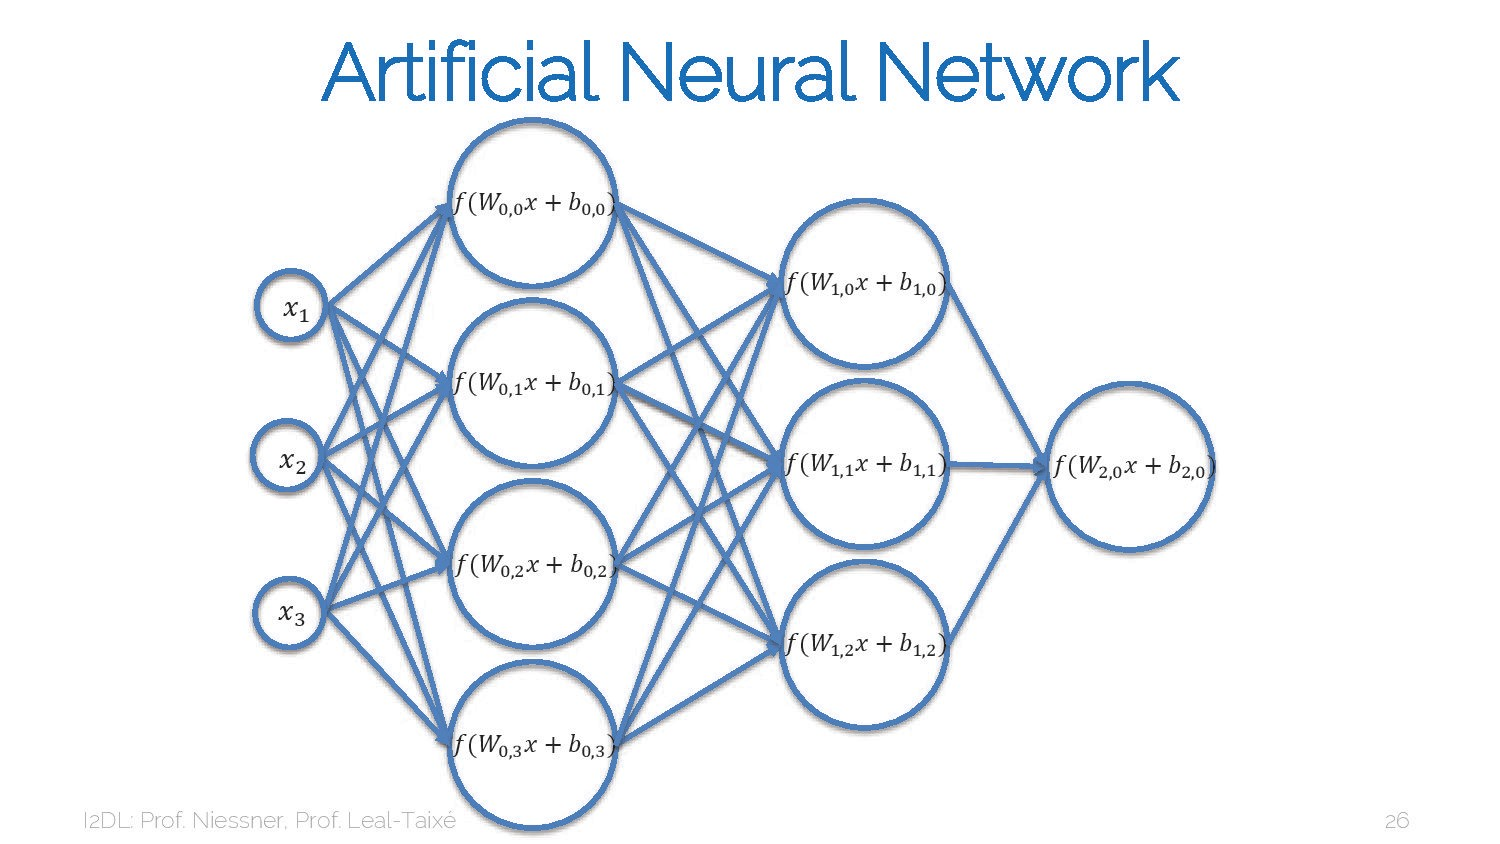 Artificial Neural Network
f(W₀,₀x + b₀,₀)
f(W₁,₀x + b₁,₀)
x₁
f(W₀,₁x + b₀,₁)
x₂
f(W₁,₁x + b₁,₁)
f(W₂,₀x + b₂,₀)
f(W₀,₂x + b₀,₂)
x₃
f(W₁,₂x + b₁,₂)
f(W₀,₃x + b₀,₃)
I2DL: Prof. Niessner, Prof. Leal-Taixé
26